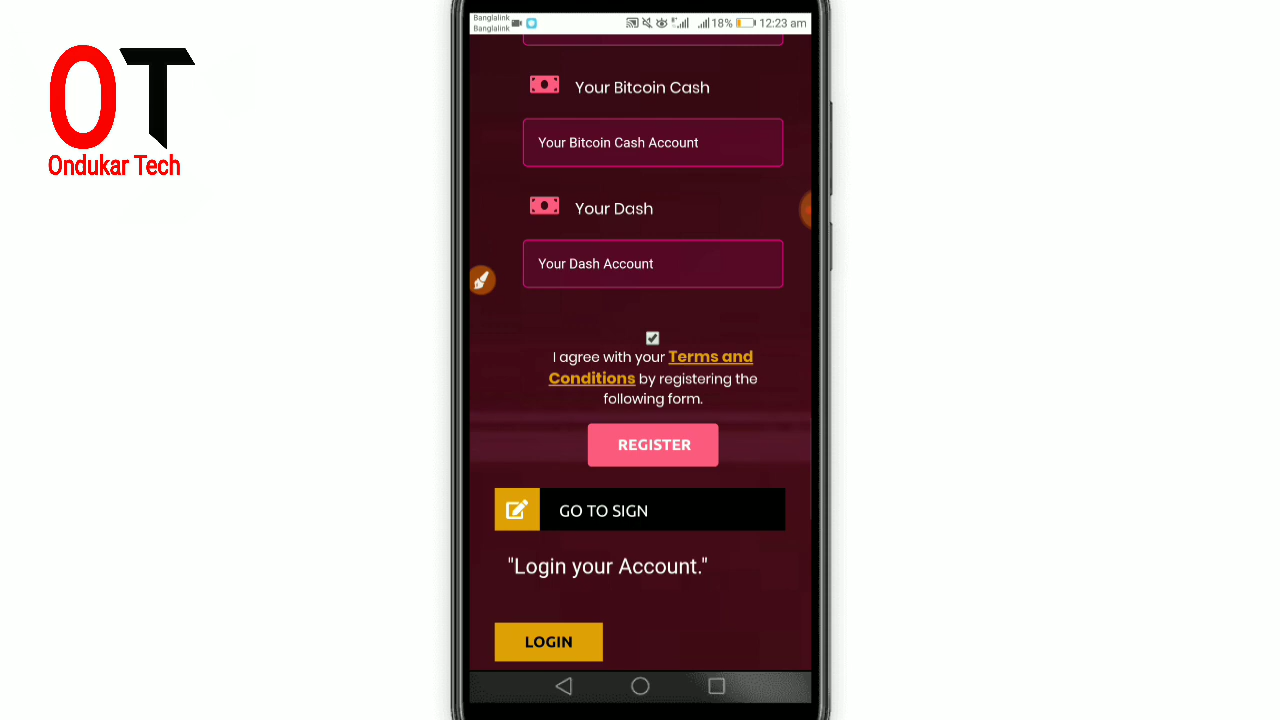 OT
Ondukar Tech
Banglalink
Banglalink
18% 12:23 am
Your Bitcoin Cash
Your Bitcoin Cash Account
Your Dash
Your Dash Account
I agree with your Terms and
Conditions by registering the
following form.
REGISTER
GO TO SIGN
"Login your Account."
LOGIN